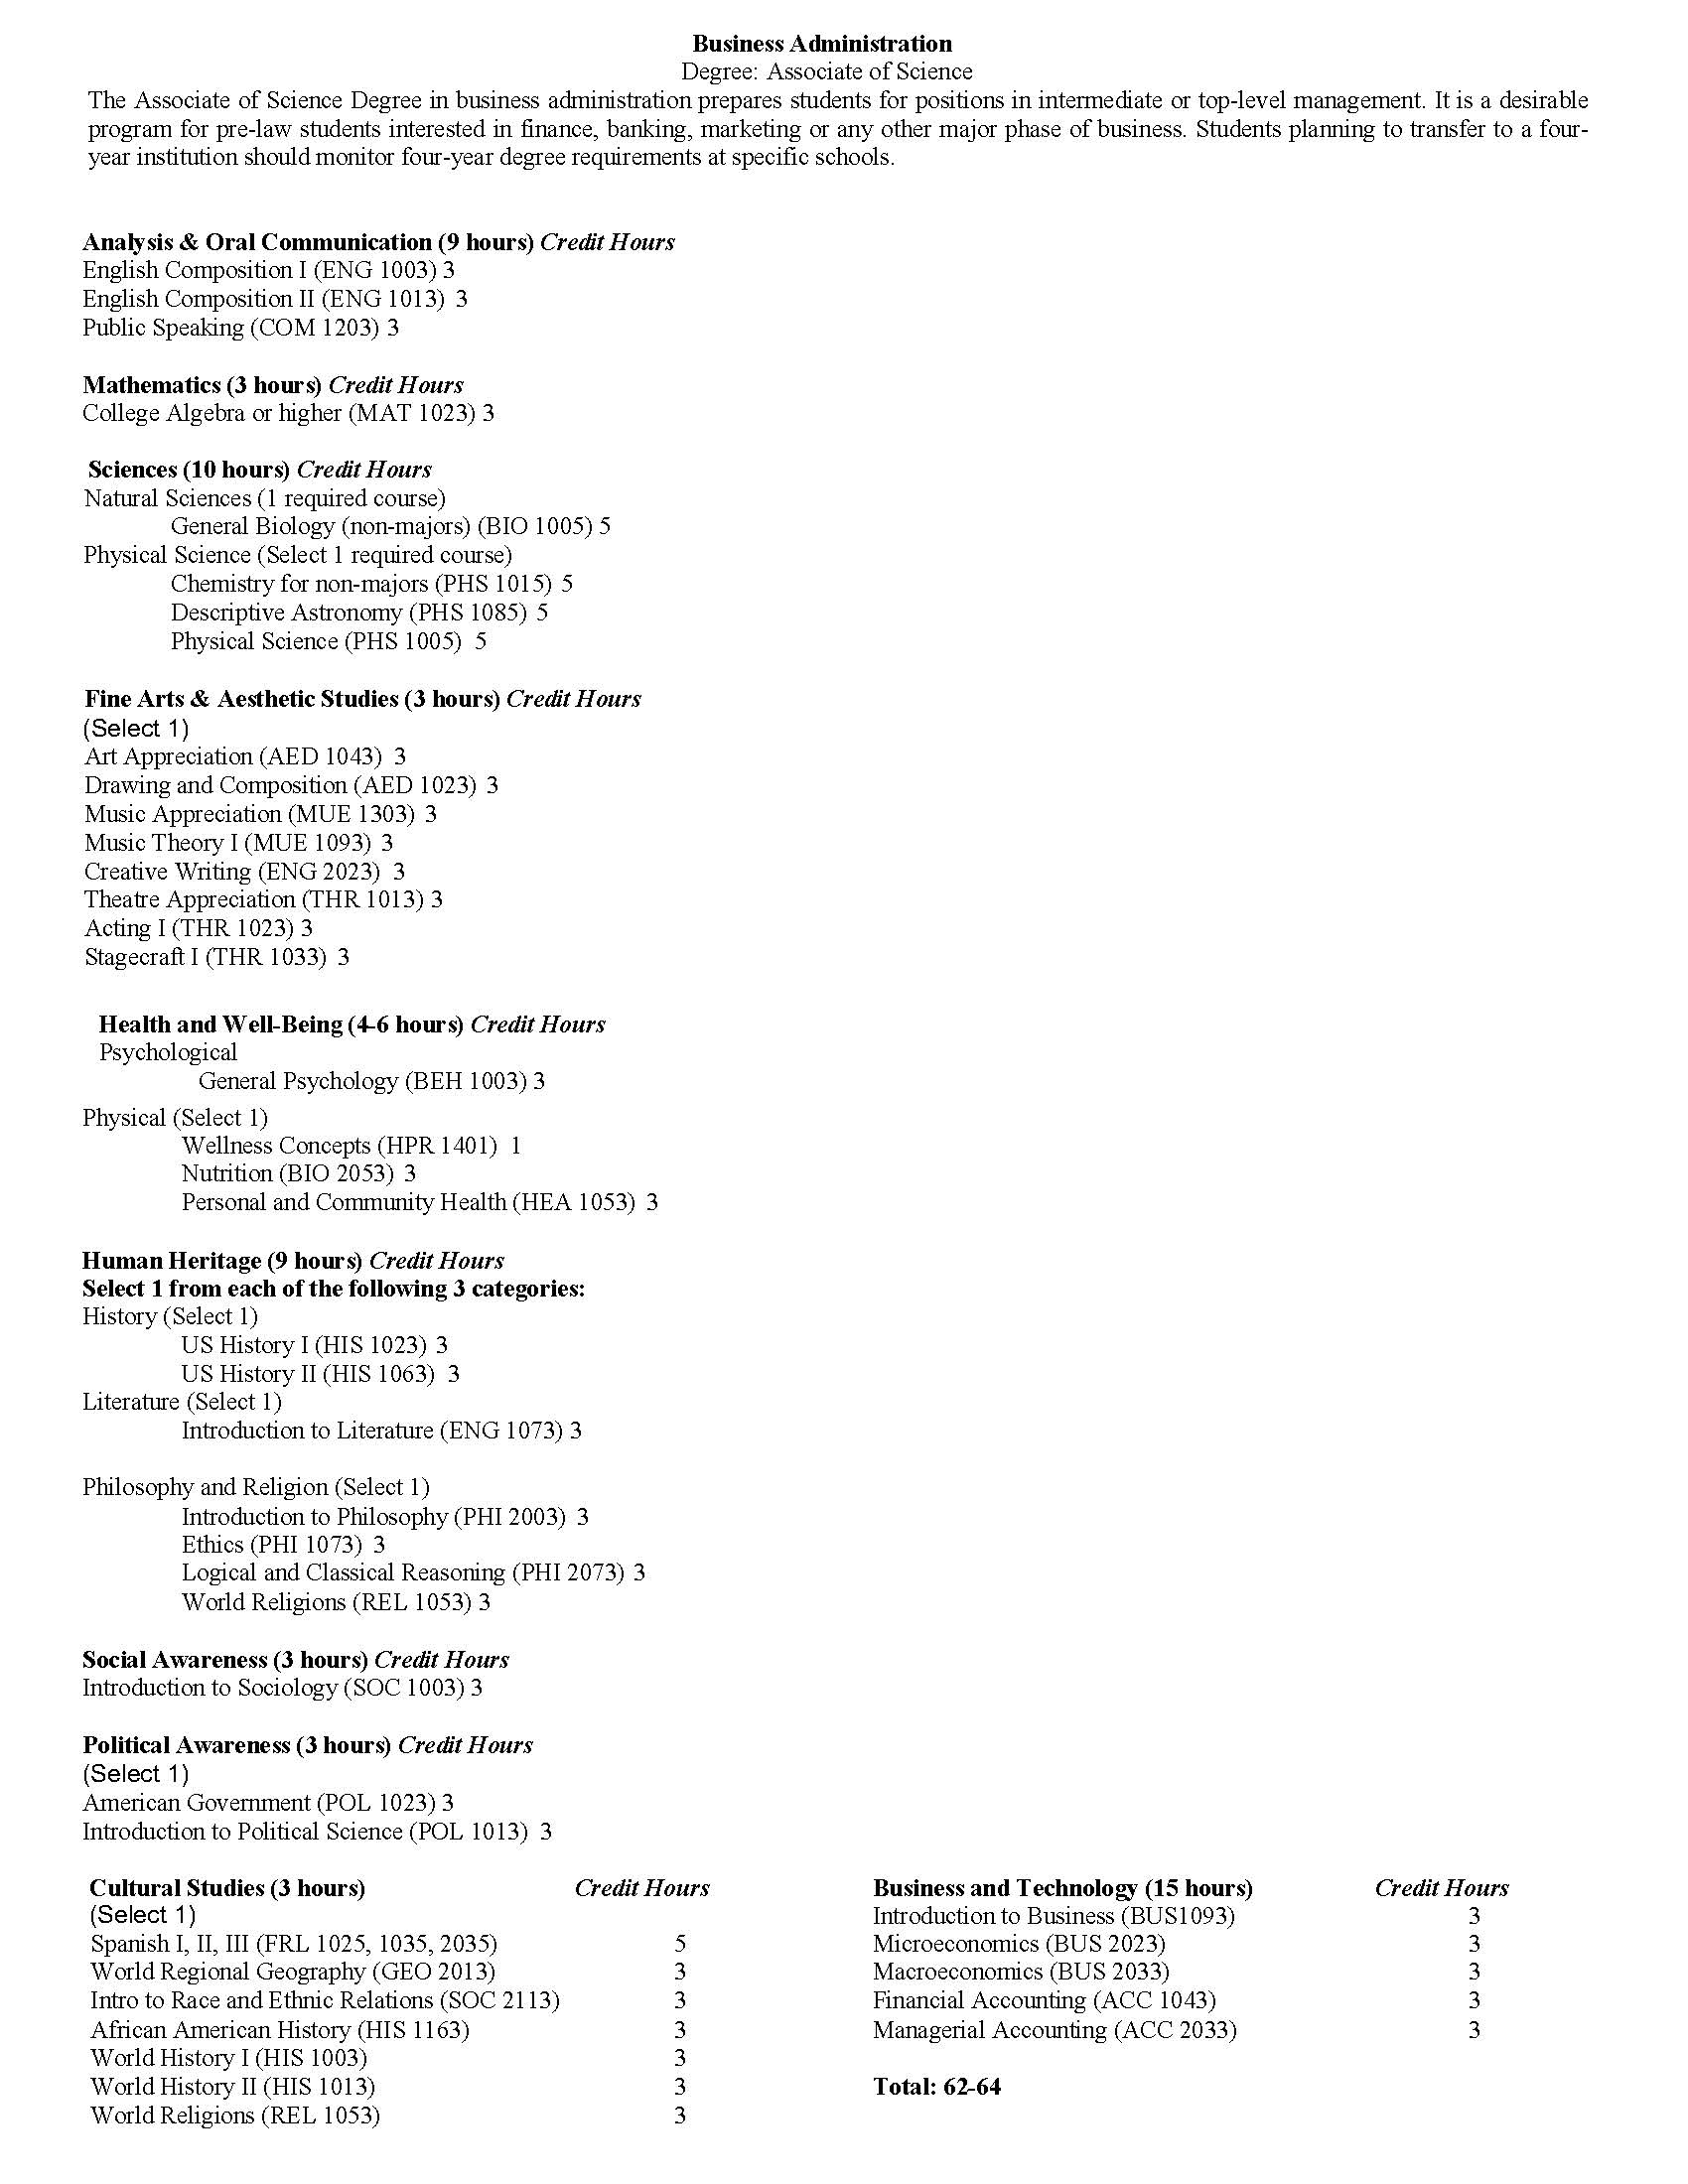 Business Administration
Degree: Associate of Science
The Associate of Science Degree in business administration prepares students for positions in intermediate or top-level management. It is a desirable
program for pre-law students interested in finance, banking, marketing or any other major phase of business. Students planning to transfer to a four-
year institution should monitor four-year degree requirements at specific schools.
Analysis & Oral Communication (9 hours) Credit Hours
English Composition I (ENG 1003) 3
English Composition II (ENG 1013) 3
Public Speaking (COM 1203) 3
Mathematics (3 hours) Credit Hours
College Algebra or higher (MAT 1023) 3
Sciences (10 hours) Credit Hours
Natural Sciences (1 required course)
General Biology (non-majors) (BIO 1005) 5
Physical Science (Select 1 required course)
Chemistry for non-majors (PHS 1015) 5
Descriptive Astronomy (PHS 1085) 5
Physical Science (PHS 1005) 5
Fine Arts & Aesthetic Studies (3 hours) Credit Hours
(Select 1)
Art Appreciation (AED 1043) 3
Drawing and Composition (AED 1023) 3
Music Appreciation (MUE 1303) 3
Music Theory I (MUE 1093) 3
Creative Writing (ENG 2023) 3
Theatre Appreciation (THR 1013) 3
Acting I (THR 1023) 3
Stagecraft I (THR 1033) 3
Health and Well-Being (4-6 hours) Credit Hours
Psychological
General Psychology (BEH 1003) 3
Physical (Select 1)
Wellness Concepts (HPR 1401) 1
Nutrition (BIO 2053) 3
Personal and Community Health (HEA 1053) 3
Human Heritage (9 hours) Credit Hours
Select 1 from each of the following 3 categories:
History (Select 1)
US History I (HIS 1023) 3
US History II (HIS 1063) 3
Literature (Select 1)
Introduction to Literature (ENG 1073) 3
Philosophy and Religion (Select 1)
Introduction to Philosophy (PHI 2003) 3
Ethics (PHI 1073) 3
Logical and Classical Reasoning (PHI 2073) 3
World Religions (REL 1053) 3
Social Awareness (3 hours) Credit Hours
Introduction to Sociology (SOC 1003) 3
Political Awareness (3 hours) Credit Hours
(Select 1)
American Government (POL 1023) 3
Introduction to Political Science (POL 1013) 3
Cultural Studies (3 hours) Credit Hours
(Select 1)
Spanish I, II, III (FRL 1025, 1035, 2035) 5
World Regional Geography (GEO 2013) 3
Intro to Race and Ethnic Relations (SOC 2113) 3
African American History (HIS 1163) 3
World History I (HIS 1003) 3
World History II (HIS 1013) 3
World Religions (REL 1053) 3
Business and Technology (15 hours) Credit Hours
Introduction to Business (BUS1093) 3
Microeconomics (BUS 2023) 3
Macroeconomics (BUS 2033) 3
Financial Accounting (ACC 1043) 3
Managerial Accounting (ACC 2033) 3
Total: 62-64